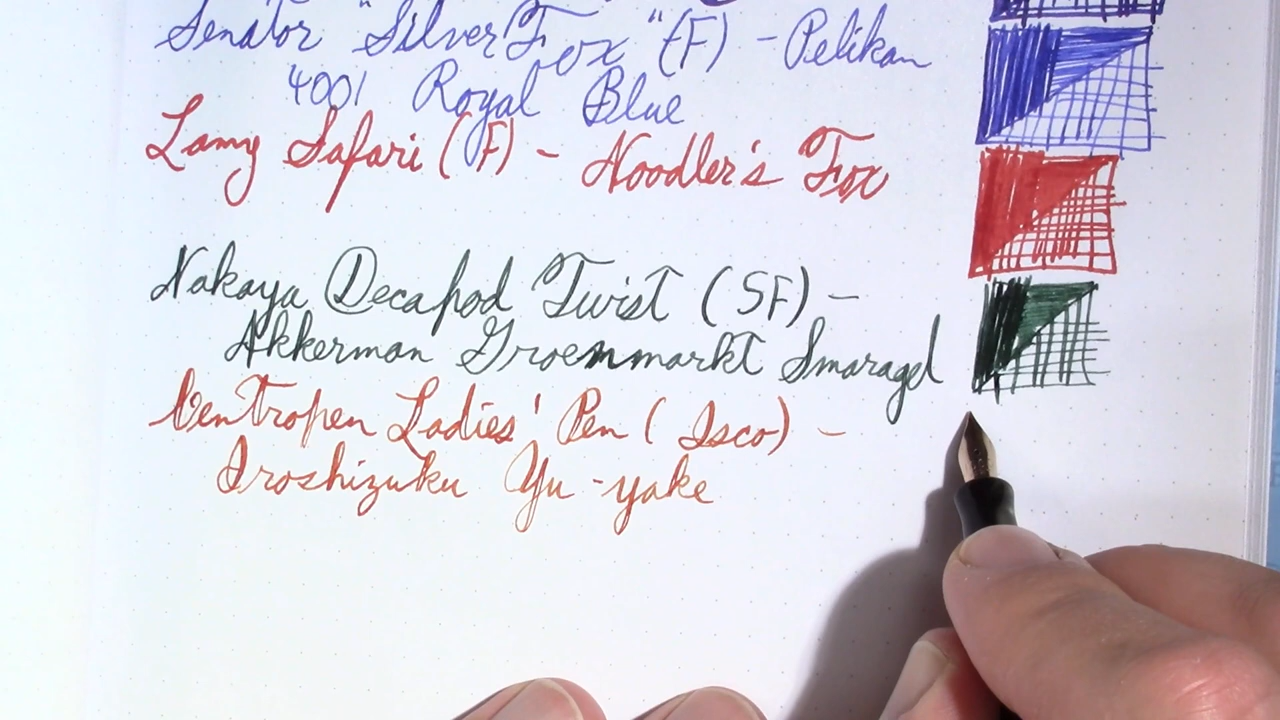 Senator "Silver Fox" (F) - Pelikan
4001 Royal Blue
Lamy Safari (F) - Noodler's Fox
Nakaya Decapod Twist (SF) -
Akkerman Groenmarkt Smaragd
Centropen Ladies' Pen (Isco) -
Iroshizuku Yu-yake